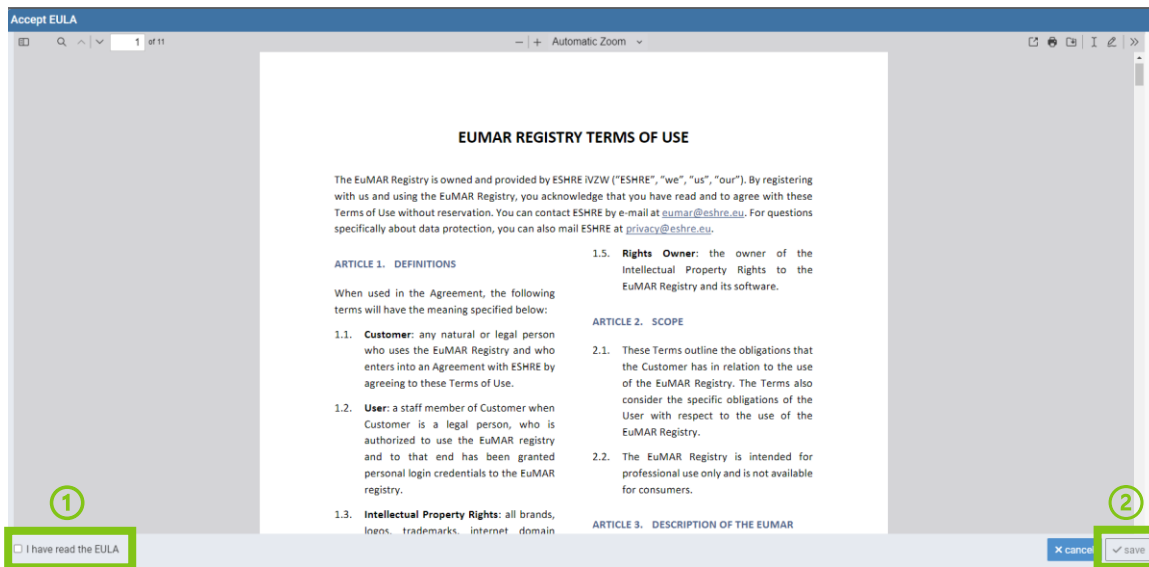 Accept EULA
1 of 11
Automatic Zoom
EUMAR REGISTRY TERMS OF USE
The EuMAR Registry is owned and provided by ESHRE iVZW (“ESHRE”, “we”, “us”, “our”). By registering
with us and using the EuMAR Registry, you acknowledge that you have read and to agree with these
Terms of Use without reservation. You can contact ESHRE by e-mail at eumar@eshre.eu. For questions
specifically about data protection, you can also mail ESHRE at privacy@eshre.eu.
ARTICLE 1. DEFINITIONS
When used in the Agreement, the following
terms will have the meaning specified below:
1.1. Customer: any natural or legal person
who uses the EuMAR Registry and who
enters into an Agreement with ESHRE by
agreeing to these Terms of Use.
1.2. User: a staff member of Customer when
Customer is a legal person, who is
authorized to use the EuMAR registry
and to that end has been granted
personal login credentials to the EuMAR
registry.
1.3. Intellectual Property Rights: all brands,
logos, trademarks, internet domain
1.5. Rights Owner: the owner of the
Intellectual Property Rights to the
EuMAR Registry and its software.
ARTICLE 2. SCOPE
2.1. These Terms outline the obligations that
the Customer has in relation to the use
of the EuMAR Registry. The Terms also
consider the specific obligations of the
User with respect to the use of the
EuMAR Registry.
2.2. The EuMAR Registry is intended for
professional use only and is not available
for consumers.
ARTICLE 3. DESCRIPTION OF THE EUMAR
1
I have read the EULA
2
cancel
save